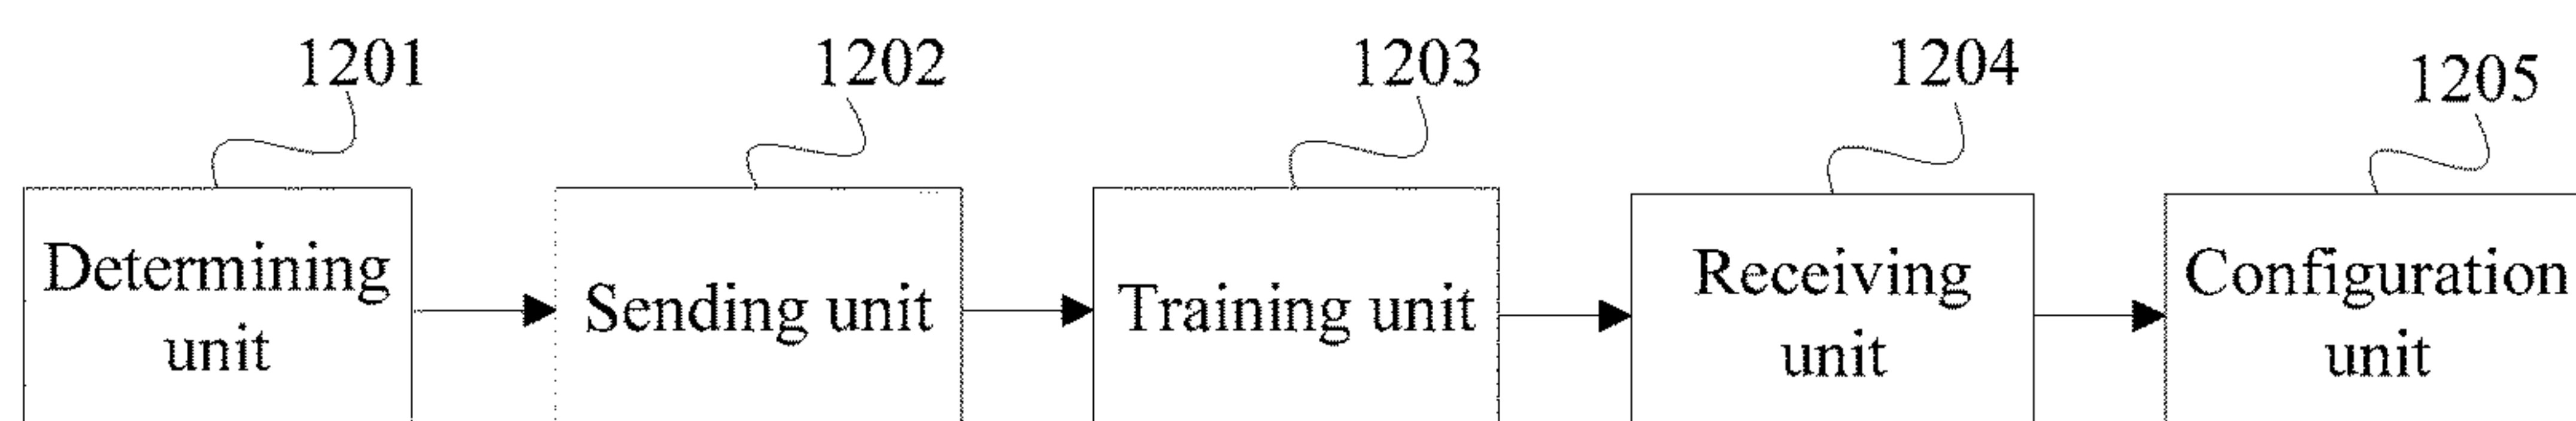 1201
1202
1203
1204
1205
Determining
unit
Sending unit
Training unit
Receiving
unit
Configuration
unit